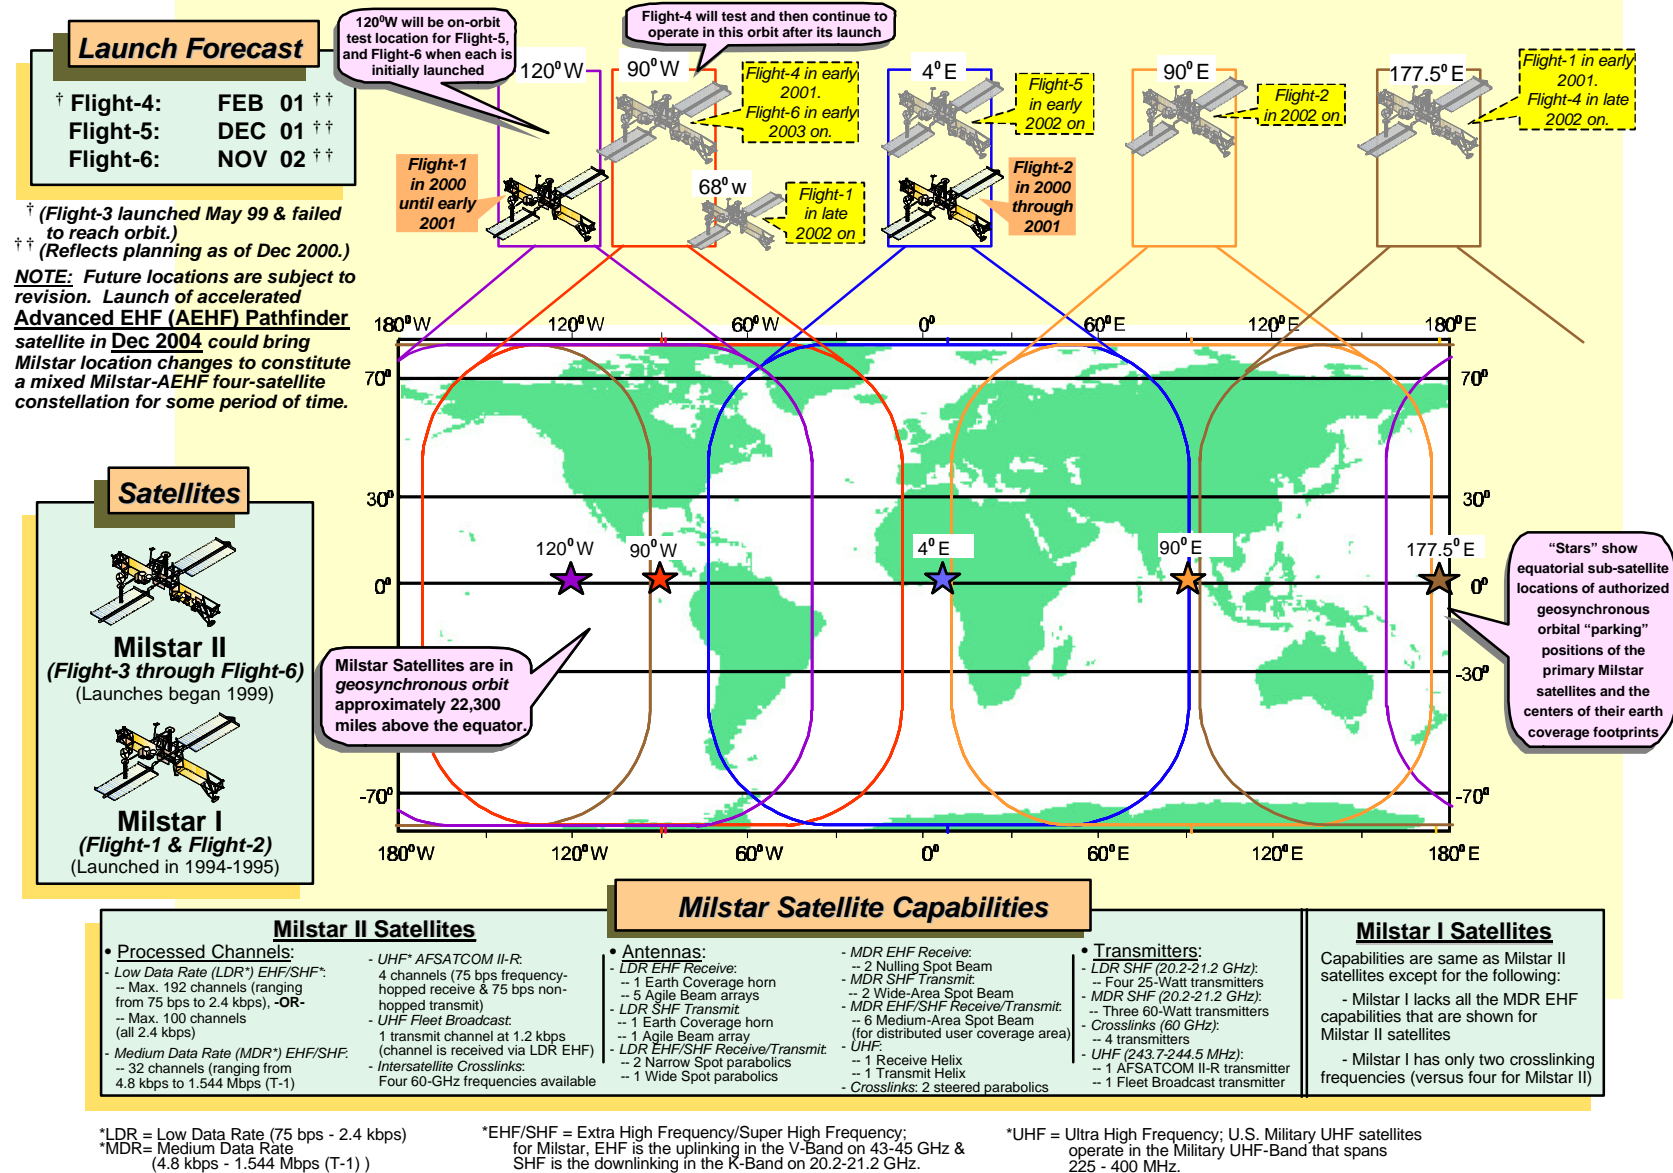 Launch Forecast
† Flight-4: FEB 01 ††
Flight-5: DEC 01 ††
Flight-6: NOV 02 ††
† (Flight-3 launched May 99 & failed
to reach orbit.)
†† (Reflects planning as of Dec 2000.)
NOTE: Future locations are subject to
revision. Launch of accelerated
Advanced EHF (AEHF) Pathfinder
satellite in Dec 2004 could bring
Milstar location changes to constitute
a mixed Milstar-AEHF four-satellite
constellation for some period of time.
120⁰W will be on-orbit
test location for Flight-5,
and Flight-6 when each is
initially launched
Flight-4 will test and then continue to
operate in this orbit after its launch
120⁰W
90⁰W
4⁰E
90⁰E
177.5⁰E
Flight-4 in early
2001.
Flight-6 in early
2003 on.
Flight-5
in early
2002 on
Flight-2
in 2002 on
Flight-1 in early
2001.
Flight-4 in late
2002 on.
Flight-1
in 2000
until early
2001
68⁰w
Flight-1
in late
2002 on
Flight-2
in 2000
through
2001
180⁰W 120⁰W 60⁰W 0⁰ 60⁰E 120⁰E 180⁰E
70⁰ 70⁰
30⁰ 30⁰
120⁰W 90⁰W 4⁰E 90⁰E 177.5⁰E
0⁰ 0⁰
-30⁰
-70⁰ -70⁰
180⁰W 120⁰W 60⁰W 0⁰ 60⁰E 120⁰E 180⁰E
Milstar Satellites are in
geosynchronous orbit
approximately 22,300
miles above the equator.
“Stars” show
equatorial sub-satellite
locations of authorized
geosynchronous
orbital “parking”
positions of the
primary Milstar
satellites and the
centers of their earth
coverage footprints
Satellites
Milstar II
(Flight-3 through Flight-6)
(Launches began 1999)
Milstar I
(Flight-1 & Flight-2)
(Launched in 1994-1995)
Milstar Satellite Capabilities
Milstar II Satellites
• Processed Channels:
- Low Data Rate (LDR*) EHF/SHF*:
-- Max. 192 channels (ranging
from 75 bps to 2.4 kbps), -OR-
-- Max. 100 channels
(all 2.4 kbps)
- Medium Data Rate (MDR*) EHF/SHF:
-- 32 channels (ranging from
4.8 kbps to 1.544 Mbps (T-1)
- UHF* AFSATCOM II-R:
4 channels (75 bps frequency-
hopped receive & 75 bps non-
hopped transmit)
- UHF Fleet Broadcast:
1 transmit channel at 1.2 kbps
(channel is received via LDR EHF)
- Intersatellite Crosslinks:
Four 60-GHz frequencies available
• Antennas:
- LDR EHF Receive:
-- 1 Earth Coverage horn
-- 5 Agile Beam arrays
- LDR SHF Transmit
-- 1 Earth Coverage horn
-- 1 Agile Beam array
- LDR EHF/SHF Receive/Transmit:
-- 2 Narrow Spot parabolics
-- 1 Wide Spot parabolics
- MDR EHF Receive:
-- 2 Nulling Spot Beam
- MDR SHF Transmit:
-- 2 Wide-Area Spot Beam
- MDR EHF/SHF Receive/Transmit:
-- 6 Medium-Area Spot Beam
(for distributed user coverage area)
- UHF:
-- 1 Receive Helix
-- 1 Transmit Helix
- Crosslinks: 2 steered parabolics
• Transmitters:
- LDR SHF (20.2-21.2 GHz):
-- Four 25-Watt transmitters
- MDR SHF (20.2-21.2 GHz):
-- Three 60-Watt transmitters
- Crosslinks (60 GHz):
-- 4 transmitters
- UHF (243.7-244.5 MHz):
-- 1 AFSATCOM II-R transmitter
-- 1 Fleet Broadcast transmitter
Milstar I Satellites
Capabilities are same as Milstar II
satellites except for the following:
- Milstar I lacks all the MDR EHF
capabilities that are shown for
Milstar II satellites
- Milstar I has only two crosslinking
frequencies (versus four for Milstar II)
*LDR = Low Data Rate (75 bps - 2.4 kbps)
*MDR= Medium Data Rate
(4.8 kbps - 1.544 Mbps (T-1) )
*EHF/SHF = Extra High Frequency/Super High Frequency;
for Milstar, EHF is the uplinking in the V-Band on 43-45 GHz &
SHF is the downlinking in the K-Band on 20.2-21.2 GHz.
*UHF = Ultra High Frequency; U.S. Military UHF satellites
operate in the Military UHF-Band that spans
225 - 400 MHz.